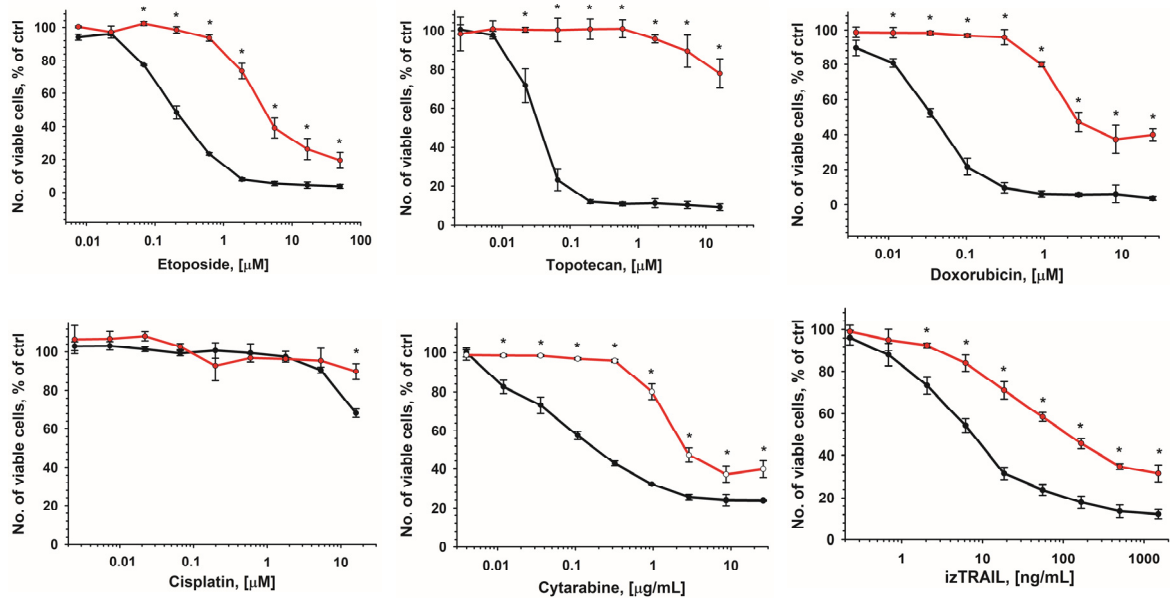 No. of viable cells, % of ctrl
100
80
60
40
20
0
* * * * * * * *
0.01 0.1 1 10 100
Etoposide, [µM]
No. of viable cells, % of ctrl
100
80
60
40
20
0
* * * * * * *
0.01 0.1 1 10
Topotecan, [µM]
No. of viable cells, % of ctrl
100
80
60
40
20
0
* * * * * * * *
0.01 0.1 1 10
Doxorubicin, [µM]
No. of viable cells, % of ctrl
100
80
60
40
20
0
*
0.01 0.1 1 10
Cisplatin, [µM]
No. of viable cells, % of ctrl
100
80
60
40
20
0.00
* * * * * * * *
0.01 0.1 1 10
Cytarabine, [µg/mL]
No. of viable cells, % of ctrl
100
80
60
40
20
0
* * * * * * *
1 10 100 1000
izTRAIL, [ng/mL]